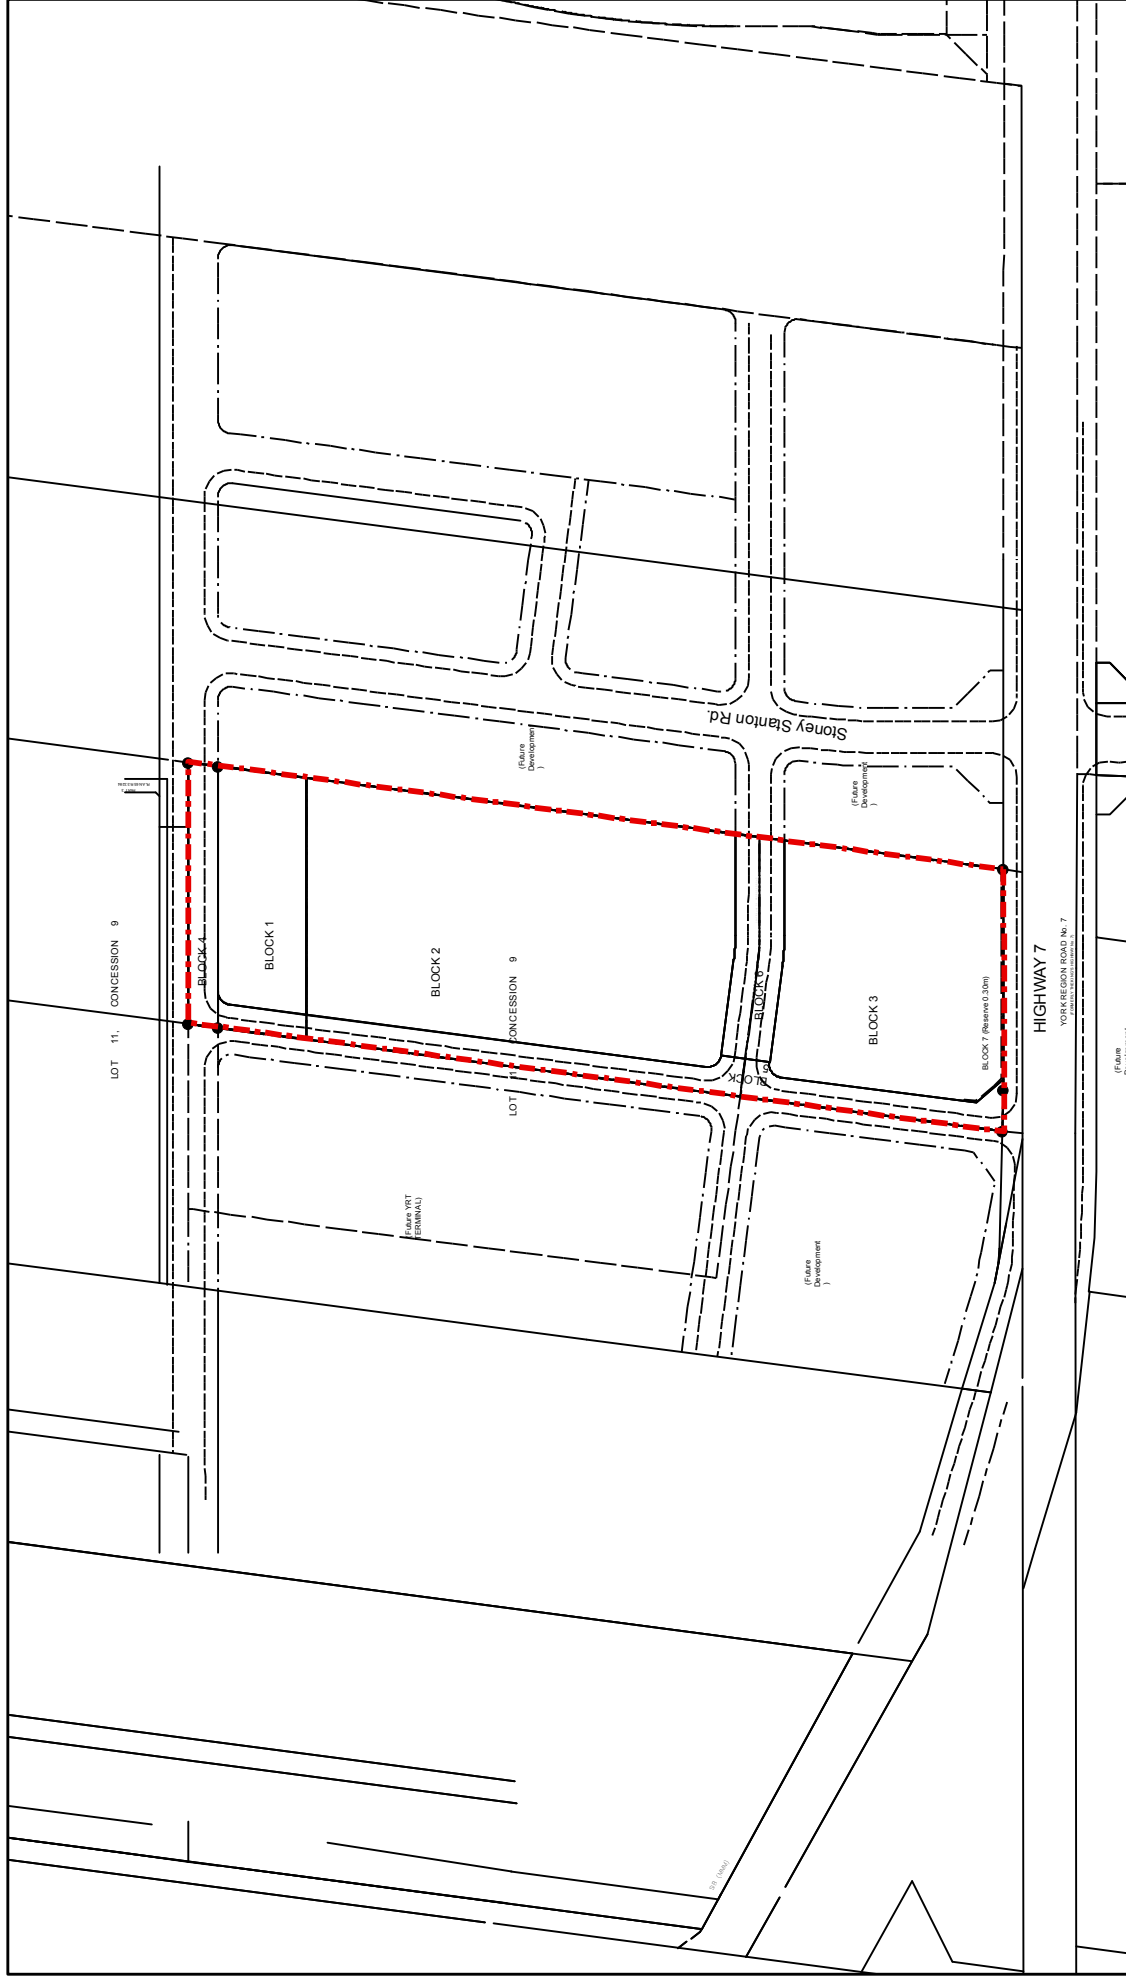 LOT 11, CONCESSION 9
BLOCK 4
BLOCK 1
BLOCK 2
LOT 11, CONCESSION 9
(Future YRT
TERMINAL)
(Future
Development
)
Stoney Stanton Rd.
BLOCK 6
BLOCK
5
(Future
Development
)
(Future
Development
)
BLOCK 3
BLOCK 7 (Reserve 0.30m)
HIGHWAY 7
YORK REGION ROAD No. 7
(Future